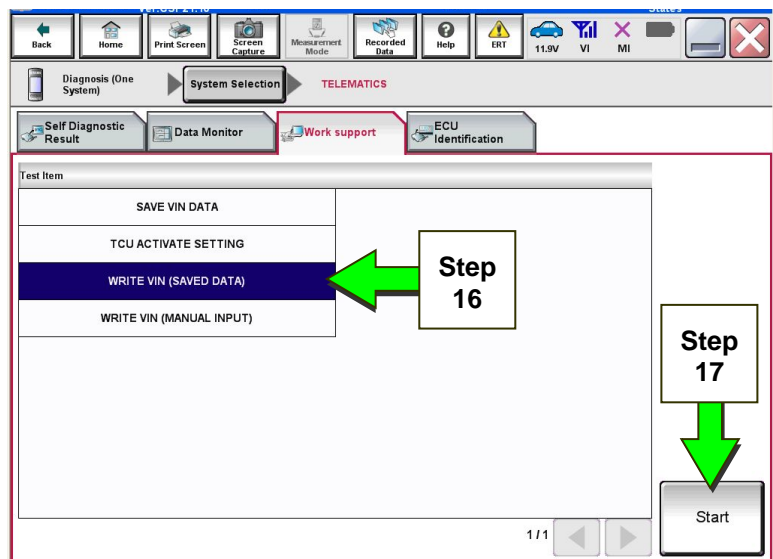 Back
Home
Print Screen
Screen
Capture
Measurement
Mode
Recorded
Data
Help
ERT
11.9V
VI
MI
Diagnosis (One
System)
System Selection
TELEMATICS
Self Diagnostic
Result
Data Monitor
Work support
ECU
Identification
Test Item
SAVE VIN DATA
TCU ACTIVATE SETTING
WRITE VIN (SAVED DATA)
Step
16
WRITE VIN (MANUAL INPUT)
Step
17
Start
1/1